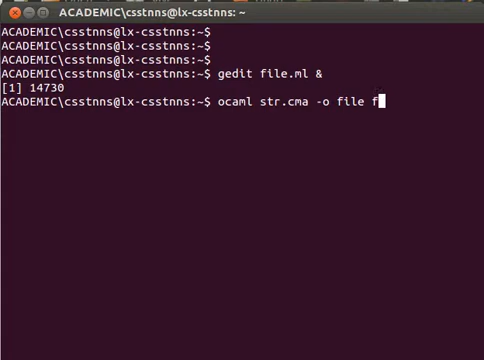 ACADEMIC\csstnns@lx-csstnns: ~
ACADEMIC\csstnns@lx-csstnns:~$
ACADEMIC\csstnns@lx-csstnns:~$
ACADEMIC\csstnns@lx-csstnns:~$
ACADEMIC\csstnns@lx-csstnns:~$ gedit file.ml &
[1] 14730
ACADEMIC\csstnns@lx-csstnns:~$ ocaml str.cma -o file f